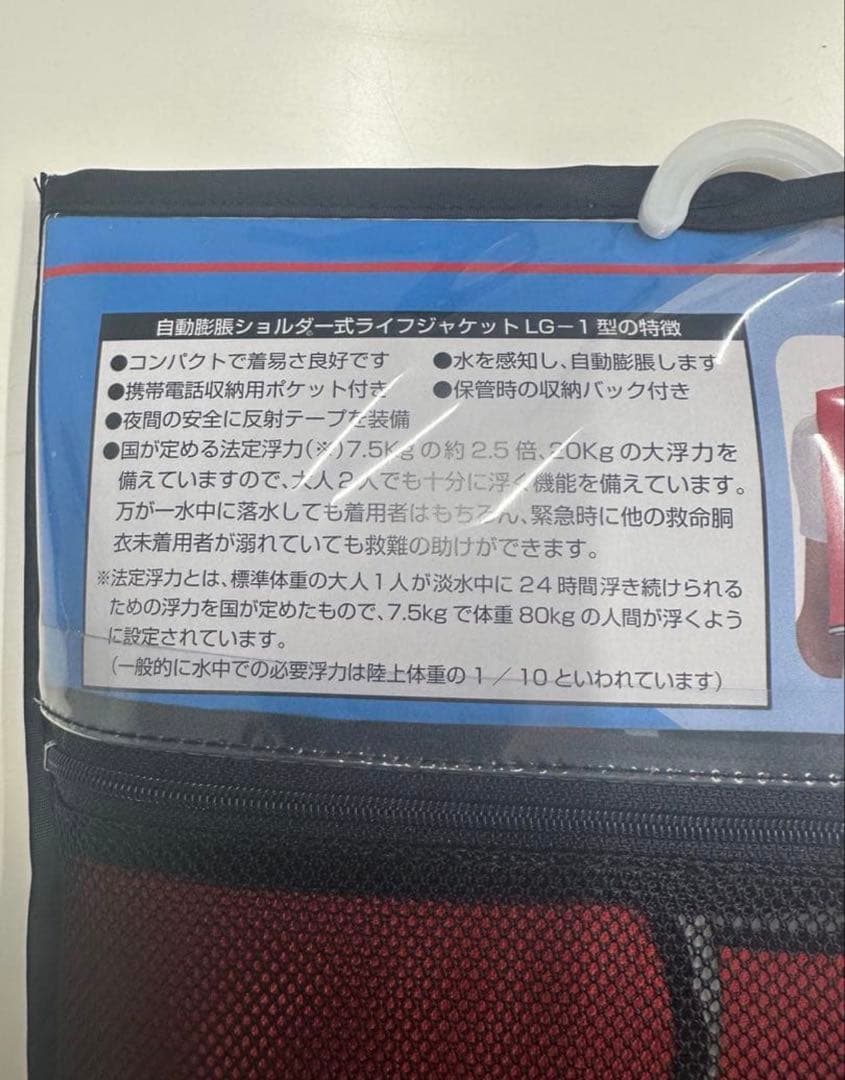 自動膨脹ショルダー式ライフジャケットLG−1型の特徴
●コンパクトで着易さ良好です ●水を感知し、自動膨脹します
●携帯電話収納用ポケット付き ●保管時の収納バック付き
●夜間の安全に反射テープを装備
●国が定める法定浮力(※)7.5Kgの約2.5倍、20Kgの大浮力を
備えていますので、大人2人でも十分に浮く機能を備えています。
万が一水中に落水しても着用者はもちろん、緊急時に他の救命胴
衣未着用者が溺れていても救難の助けができます。
※法定浮力とは、標準体重の大人1人が淡水中に24時間浮き続けられる
ための浮力を国が定めたもので、7.5kgで体重80kgの人間が浮くよう
に設定されています。
(一般的に水中での必要浮力は陸上体重の1／10といわれています)